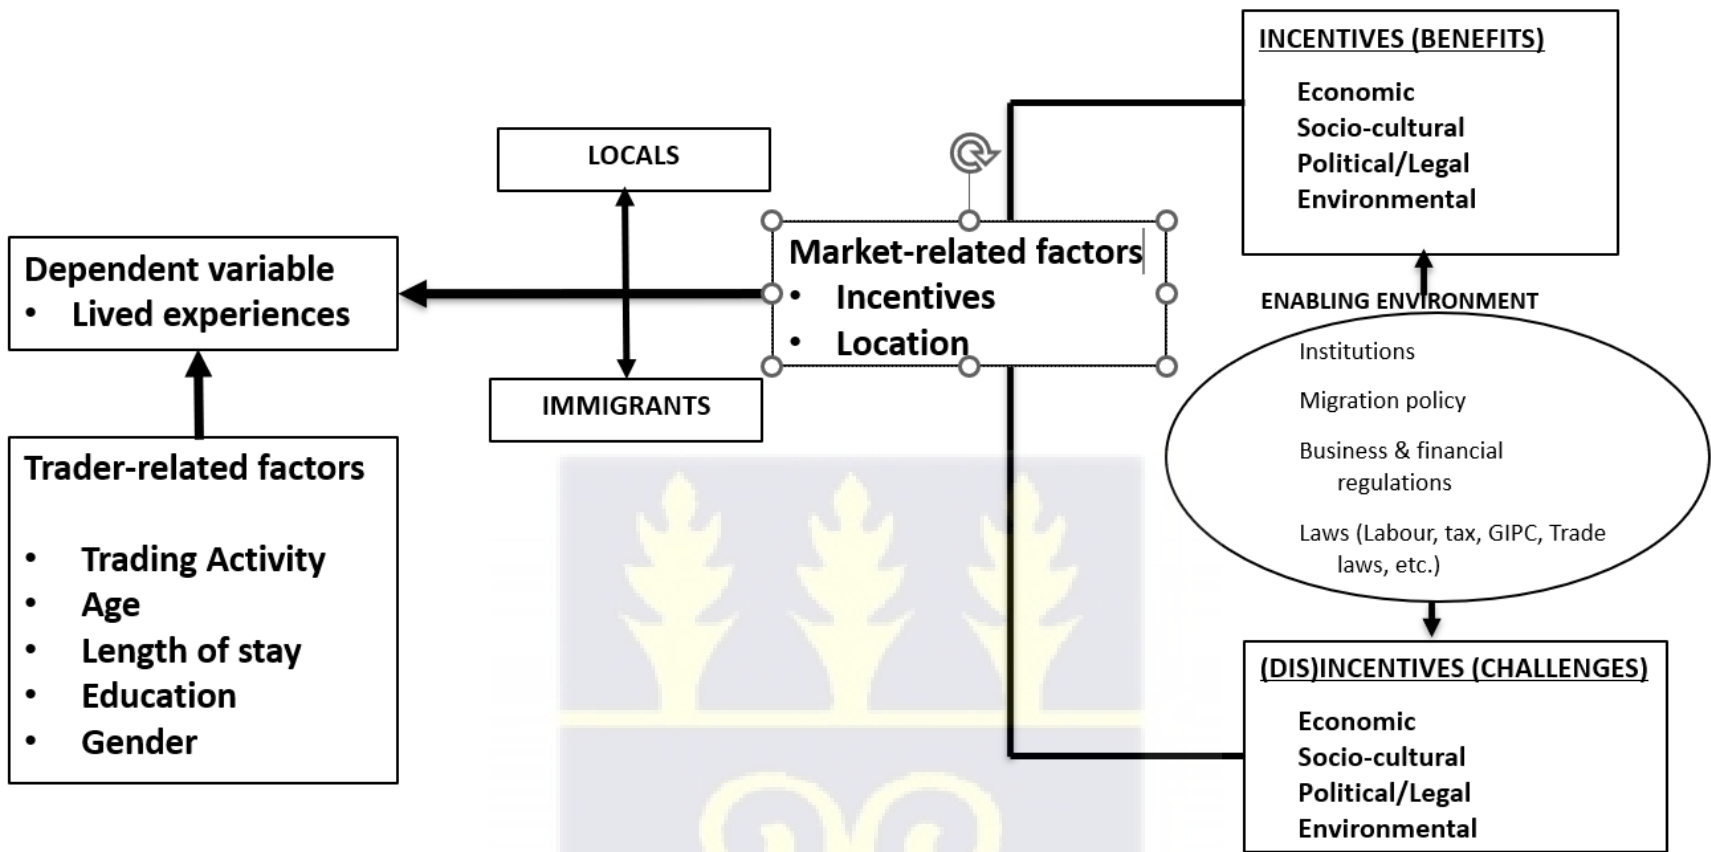 INCENTIVES (BENEFITS)
Economic
Socio-cultural
Political/Legal
Environmental
LOCALS
Market-related factors
• Incentives
• Location
Dependent variable
• Lived experiences
IMMIGRANTS
Trader-related factors
• Trading Activity
• Age
• Length of stay
• Education
• Gender
ENABLING ENVIRONMENT
Institutions
Migration policy
Business & financial
regulations
Laws (Labour, tax, GIPC, Trade
laws, etc.)
(DIS)INCENTIVES (CHALLENGES)
Economic
Socio-cultural
Political/Legal
Environmental